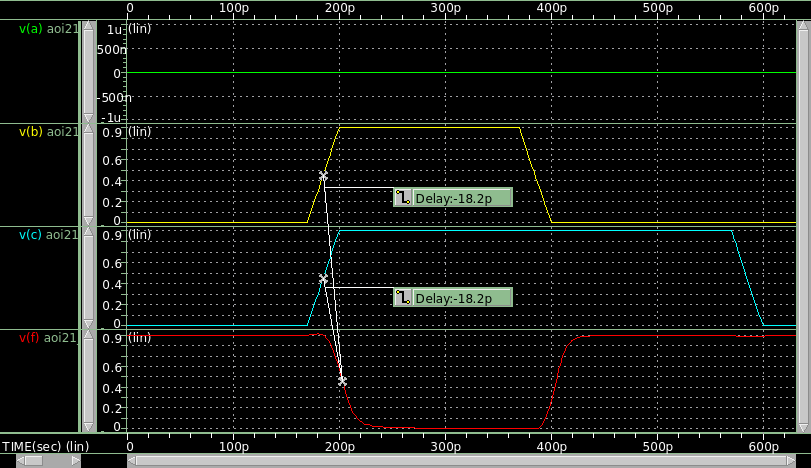 0 100p 200p 300p 400p 500p 600p
v(a) aoi21 1u (lin)
500n
0
-500n
-1u
v(b) aoi21 0.9 (lin)
0.6
0.4
0.2
0
Delay:-18.2p
v(c) aoi21 0.9 (lin)
0.6
0.4
0.2
0
Delay:-18.2p
v(f) aoi21 0.9 (lin)
0.6
0.4
0.2
0
TIME(sec) (lin) 0 100p 200p 300p 400p 500p 600p